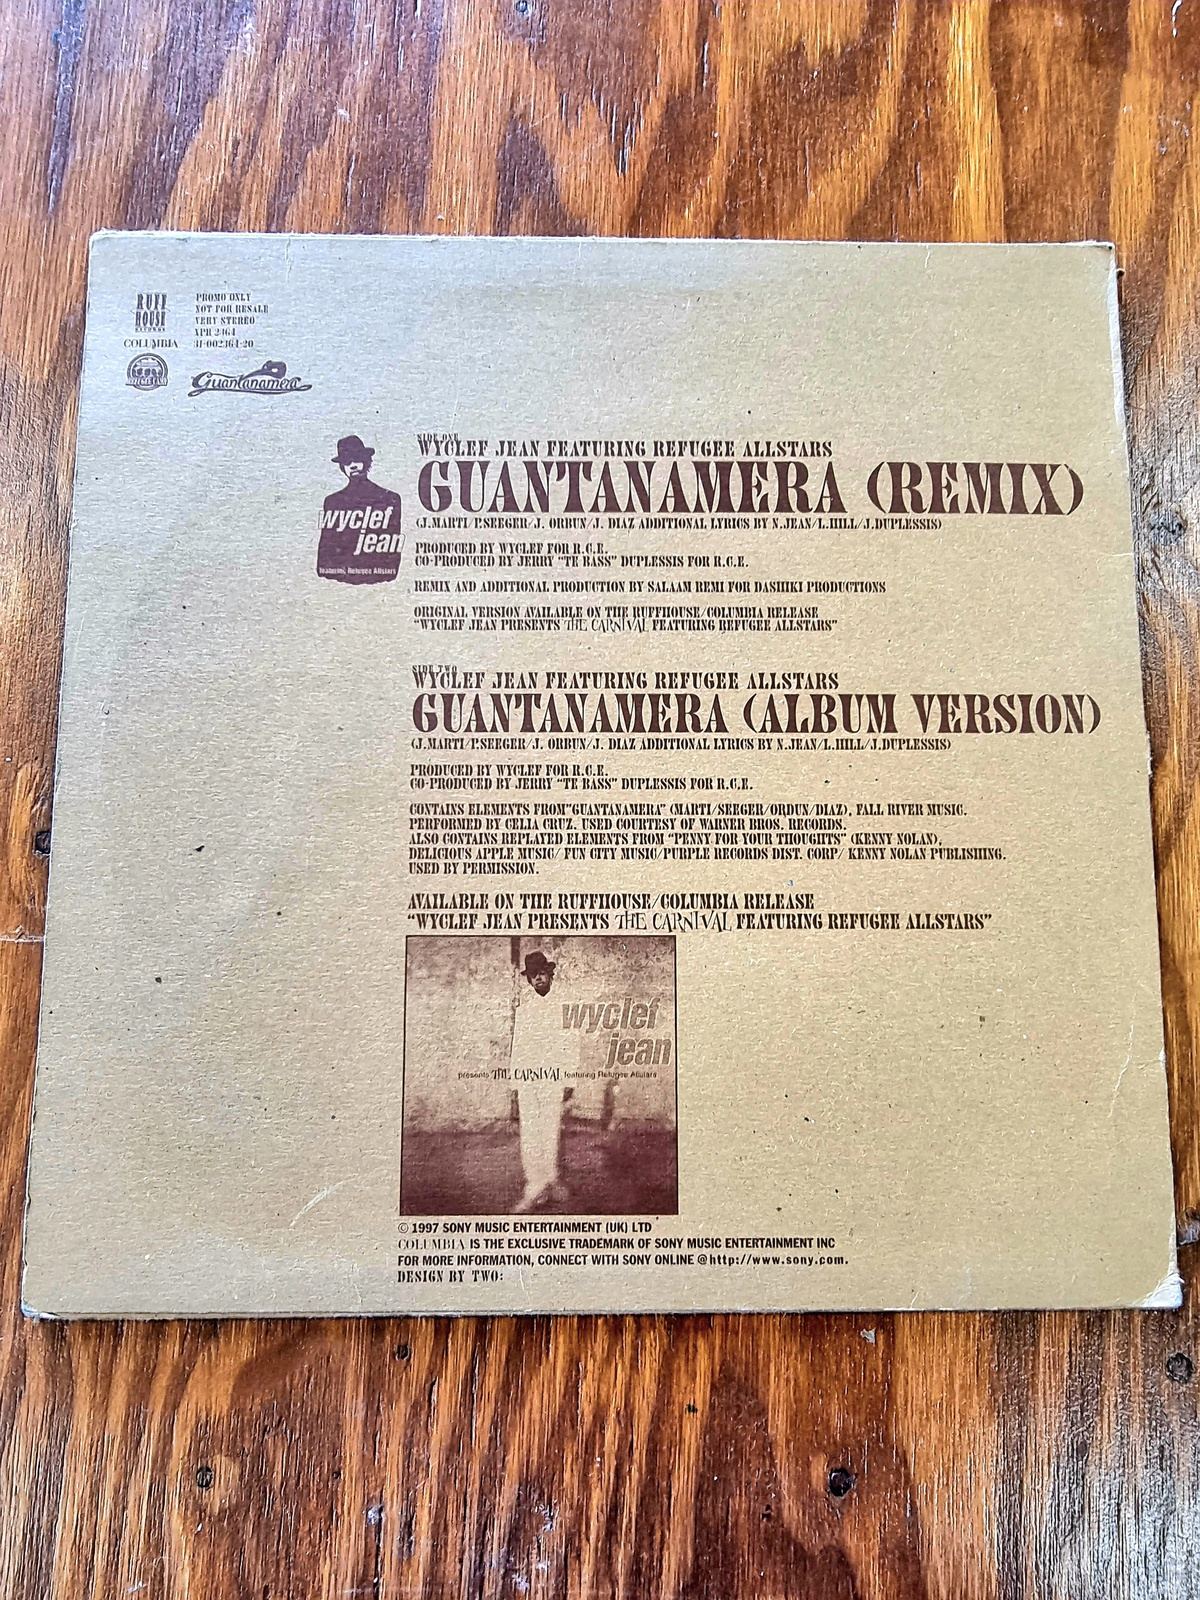 RUFF
HOUSE
RECORDS
COLUMBIA
PROMO ONLY
NOT FOR RESALE
VERY STEREO
XPR 2364
31-002364-20
REFUGEE CAMP
Guantanamera
SIDE ONE
WYCLEF JEAN FEATURING REFUGEE ALLSTARS
GUANTANAMERA (REMIX)
(J.MARTI/P.SEEGER/J. ORBUN/J. DIAZ ADDITIONAL LYRICS BY N.JEAN/L.HILL/J.DUPLESSIS)
wyclef
jean
featuring Refugee Allstars
PRODUCED BY WYCLEF FOR R.C.E.
CO-PRODUCED BY JERRY "TE BASS" DUPLESSIS FOR R.C.E.
REMIX AND ADDITIONAL PRODUCTION BY SALAAM REMI FOR DASHIKI PRODUCTIONS
ORIGINAL VERSION AVAILABLE ON THE RUFFHOUSE/COLUMBIA RELEASE
"WYCLEF JEAN PRESENTS THE CARNIVAL FEATURING REFUGEE ALLSTARS"
SIDE TWO
WYCLEF JEAN FEATURING REFUGEE ALLSTARS
GUANTANAMERA (ALBUM VERSION)
(J.MARTI/P.SEEGER/J. ORBUN/J. DIAZ ADDITIONAL LYRICS BY N.JEAN/L.HILL/J.DUPLESSIS)
PRODUCED BY WYCLEF FOR R.C.E.
CO-PRODUCED BY JERRY "TE BASS" DUPLESSIS FOR R.C.E.
CONTAINS ELEMENTS FROM"GUANTANAMERA" (MARTI/SEEGER/ORDUN/DIAZ), FALL RIVER MUSIC.
PERFORMED BY CELIA CRUZ. USED COURTESY OF WARNER BROS. RECORDS.
ALSO CONTAINS REPLAYED ELEMENTS FROM "PENNY FOR YOUR THOUGHTS" (KENNY NOLAN),
DELICIOUS APPLE MUSIC/ FUN CITY MUSIC/PURPLE RECORDS DIST. CORP/ KENNY NOLAN PUBLISHING.
USED BY PERMISSION.
AVAILABLE ON THE RUFFHOUSE/COLUMBIA RELEASE
"WYCLEF JEAN PRESENTS THE CARNIVAL FEATURING REFUGEE ALLSTARS"
wyclef
jean
presents THE CARNIVAL featuring Refugee Allstars
© 1997 SONY MUSIC ENTERTAINMENT (UK) LTD
COLUMBIA IS THE EXCLUSIVE TRADEMARK OF SONY MUSIC ENTERTAINMENT INC
FOR MORE INFORMATION, CONNECT WITH SONY ONLINE @http://www.sony.com.
DESIGN BY TWO: